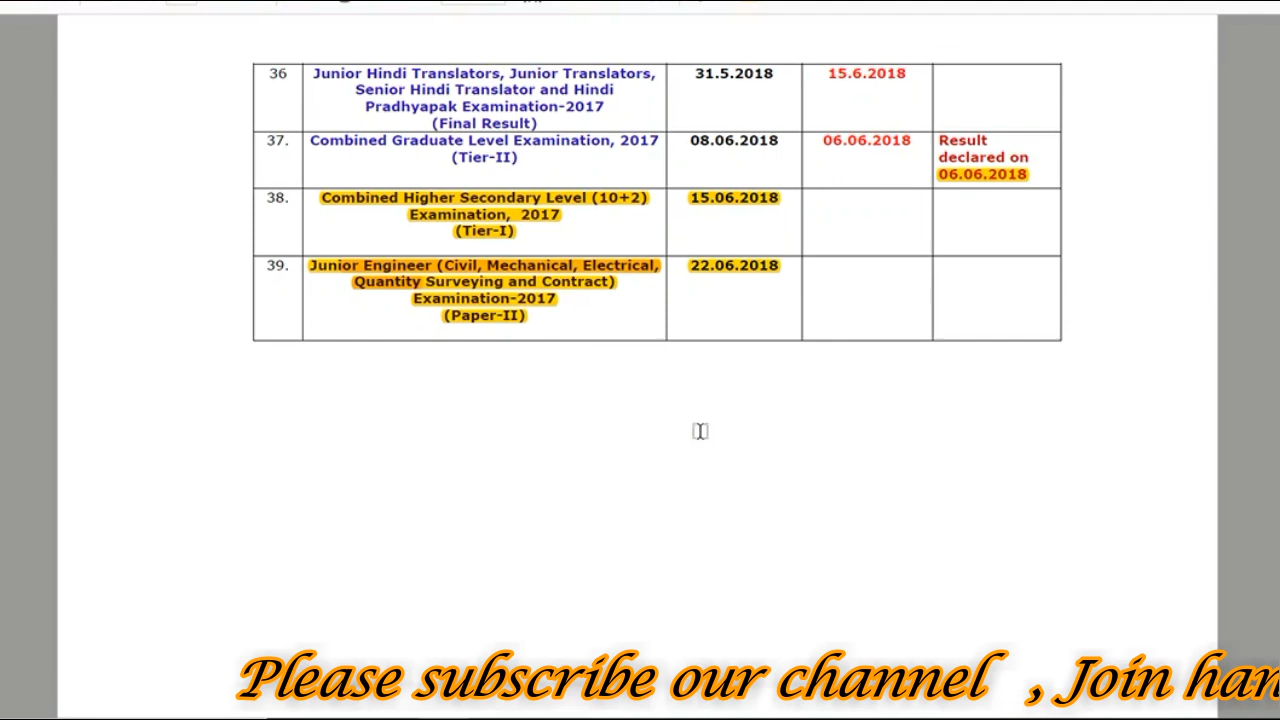 36 Junior Hindi Translators, Junior Translators, 31.5.2018 15.6.2018
Senior Hindi Translator and Hindi
Pradhyapak Examination-2017
(Final Result)
37. Combined Graduate Level Examination, 2017 08.06.2018 06.06.2018 Result
(Tier-II) declared on
06.06.2018
38. Combined Higher Secondary Level (10+2) 15.06.2018
Examination, 2017
(Tier-I)
39. Junior Engineer (Civil, Mechanical, Electrical, 22.06.2018
Quantity Surveying and Contract)
Examination-2017
(Paper-II)
Please subscribe our channel , Join han